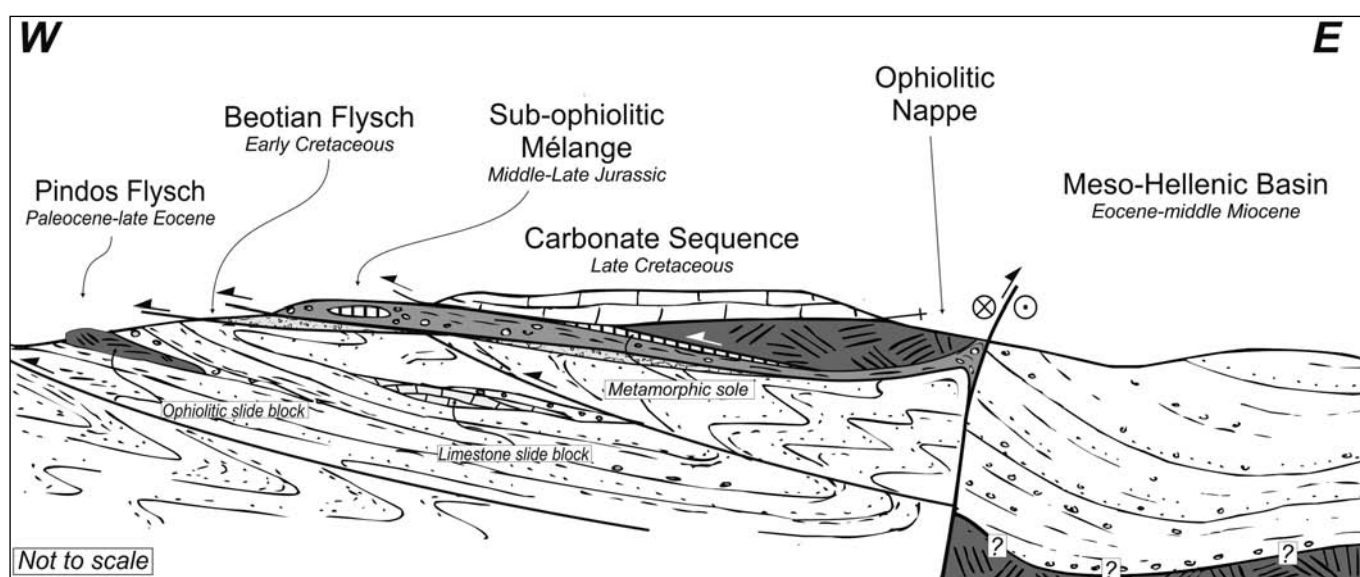 W
E
Ophiolitic
Nappe
Beotian Flysch
Early Cretaceous
Sub-ophiolitic
Mélange
Middle-Late Jurassic
Pindos Flysch
Paleocene-late Eocene
Meso-Hellenic Basin
Eocene-middle Miocene
Carbonate Sequence
Late Cretaceous
Metamorphic sole
Ophiolitic slide block
Limestone slide block
?
?
?
Not to scale